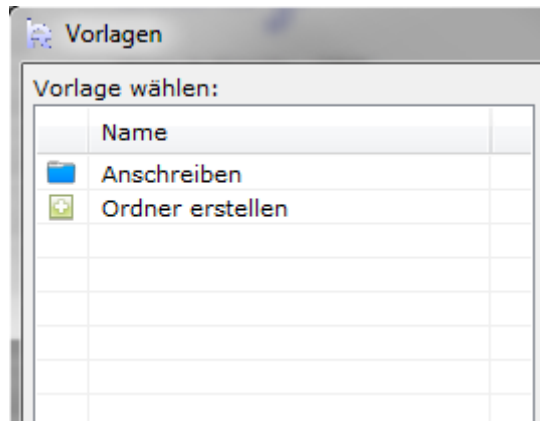 Vorlagen
Vorlage wählen:
Name
Anschreiben
Ordner erstellen